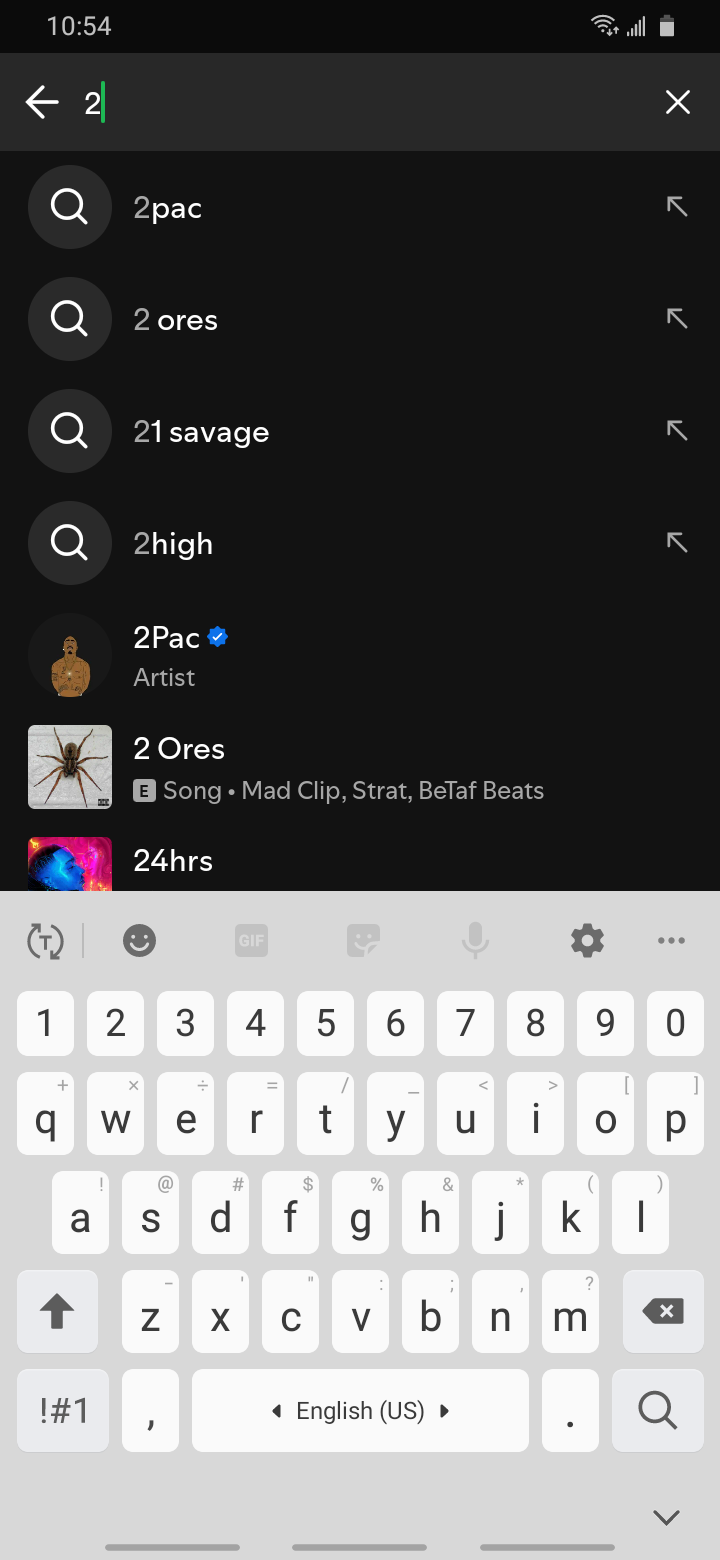 10:54
2
2pac
2 ores
21 savage
2high
2Pac
Artist
2 Ores
E Song • Mad Clip, Strat, BeTaf Beats
24hrs
T GIF
1 2 3 4 5 6 7 8 9 0
+ × ÷ = / _ < > [ ]
q w e r t y u i o p
! @ # $ % & * ( )
a s d f g h j k l
- ' " : ; , ?
z x c v b n m
!#1 , English (US) .